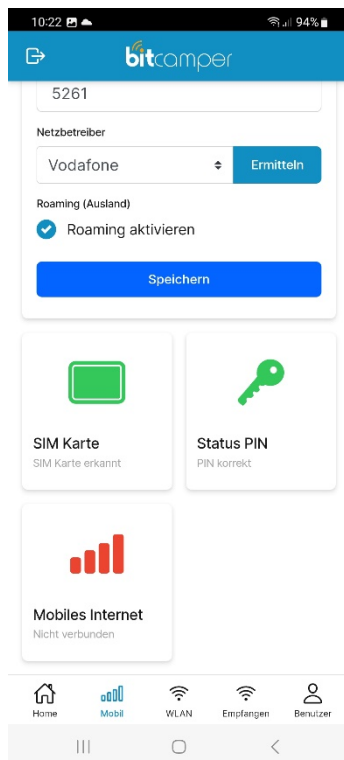 10:22 94%
bitcamper
5261
Netzbetreiber
Vodafone Ermitteln
Roaming (Ausland)
Roaming aktivieren
Speichern
SIM Karte Status PIN
SIM Karte erkannt PIN korrekt
Mobiles Internet
Nicht verbunden
Home Mobil WLAN Empfangen Benutzer